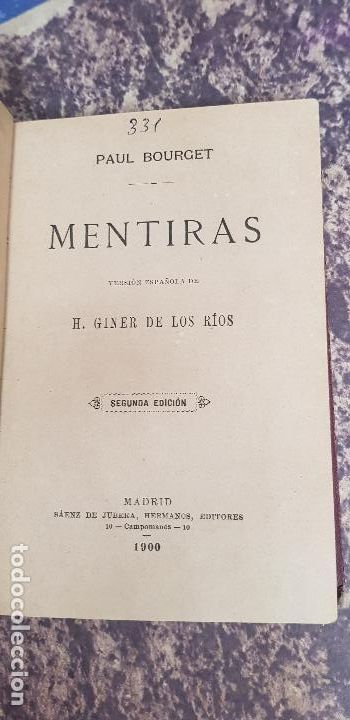 331
PAUL BOURGET
MENTIRAS
VERSIÓN ESPAÑOLA DE
H. GINER DE LOS RÍOS
SEGUNDA EDICIÓN
MADRID
SÁENZ DE JUBERA, HERMANOS, EDITORES
10 — Campomanes — 10
1900
todocoleccion.net